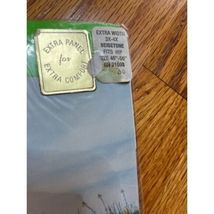 EXTRA PANEL
for
EXTRA COMFORT
EXTRA WIDTH
3X-4X
BEIGETONE
FITS HIP
SIZE 48"-60"